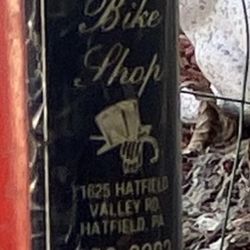 Bike
Shop
1625 HATFIELD
VALLEY RD.
HATFIELD, PA